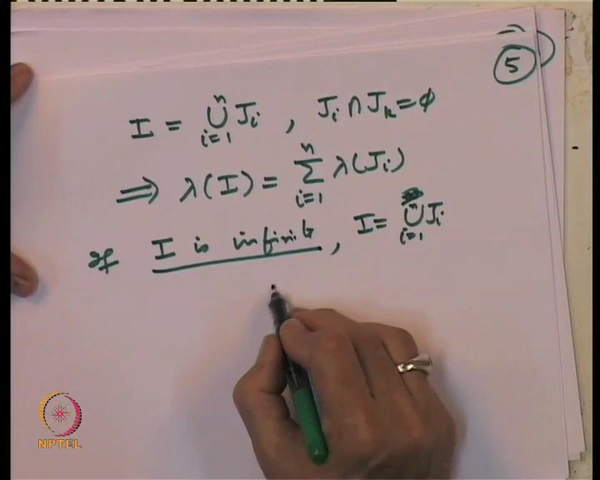 5
I = ⋃_{i=1}^{n} J_i , J_i ∩ J_k = ϕ
⟹ λ(I) = ∑_{i=1}^{n} λ(J_i)
If I is infinite, I = ⋃_{i=1}^{n} J_i
NPTEL